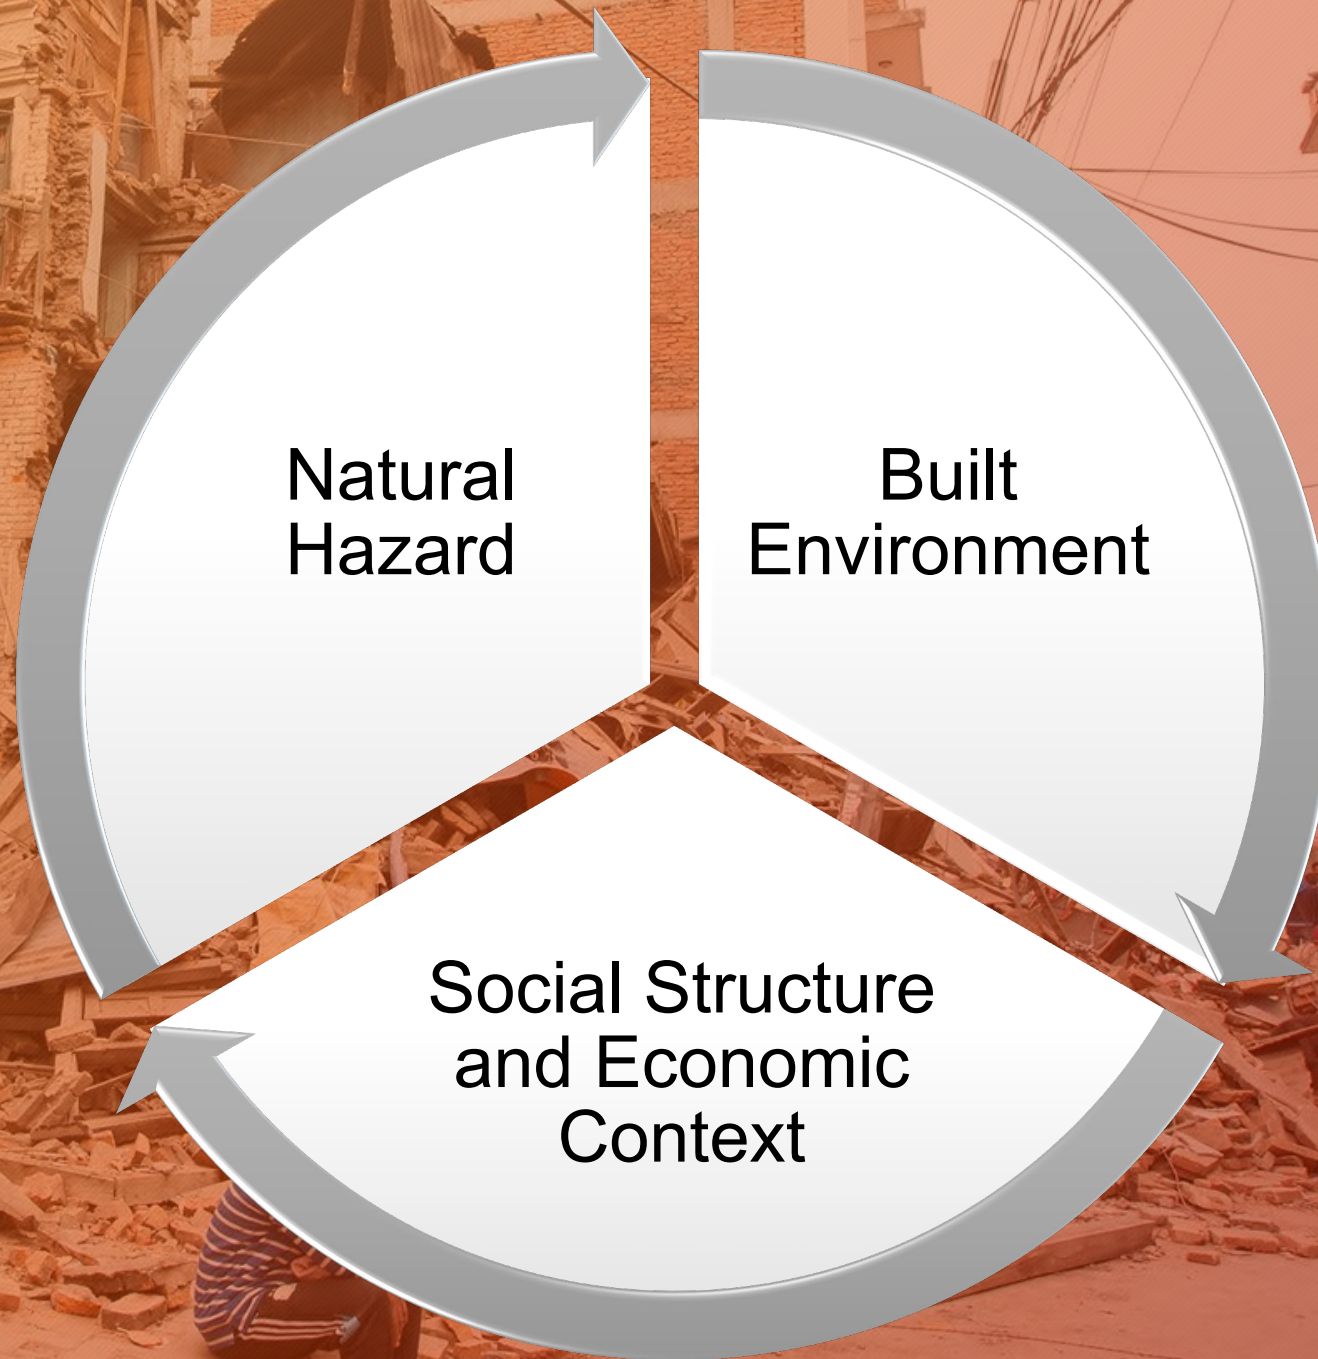 Natural
Hazard
Built
Environment
Social Structure
and Economic
Context